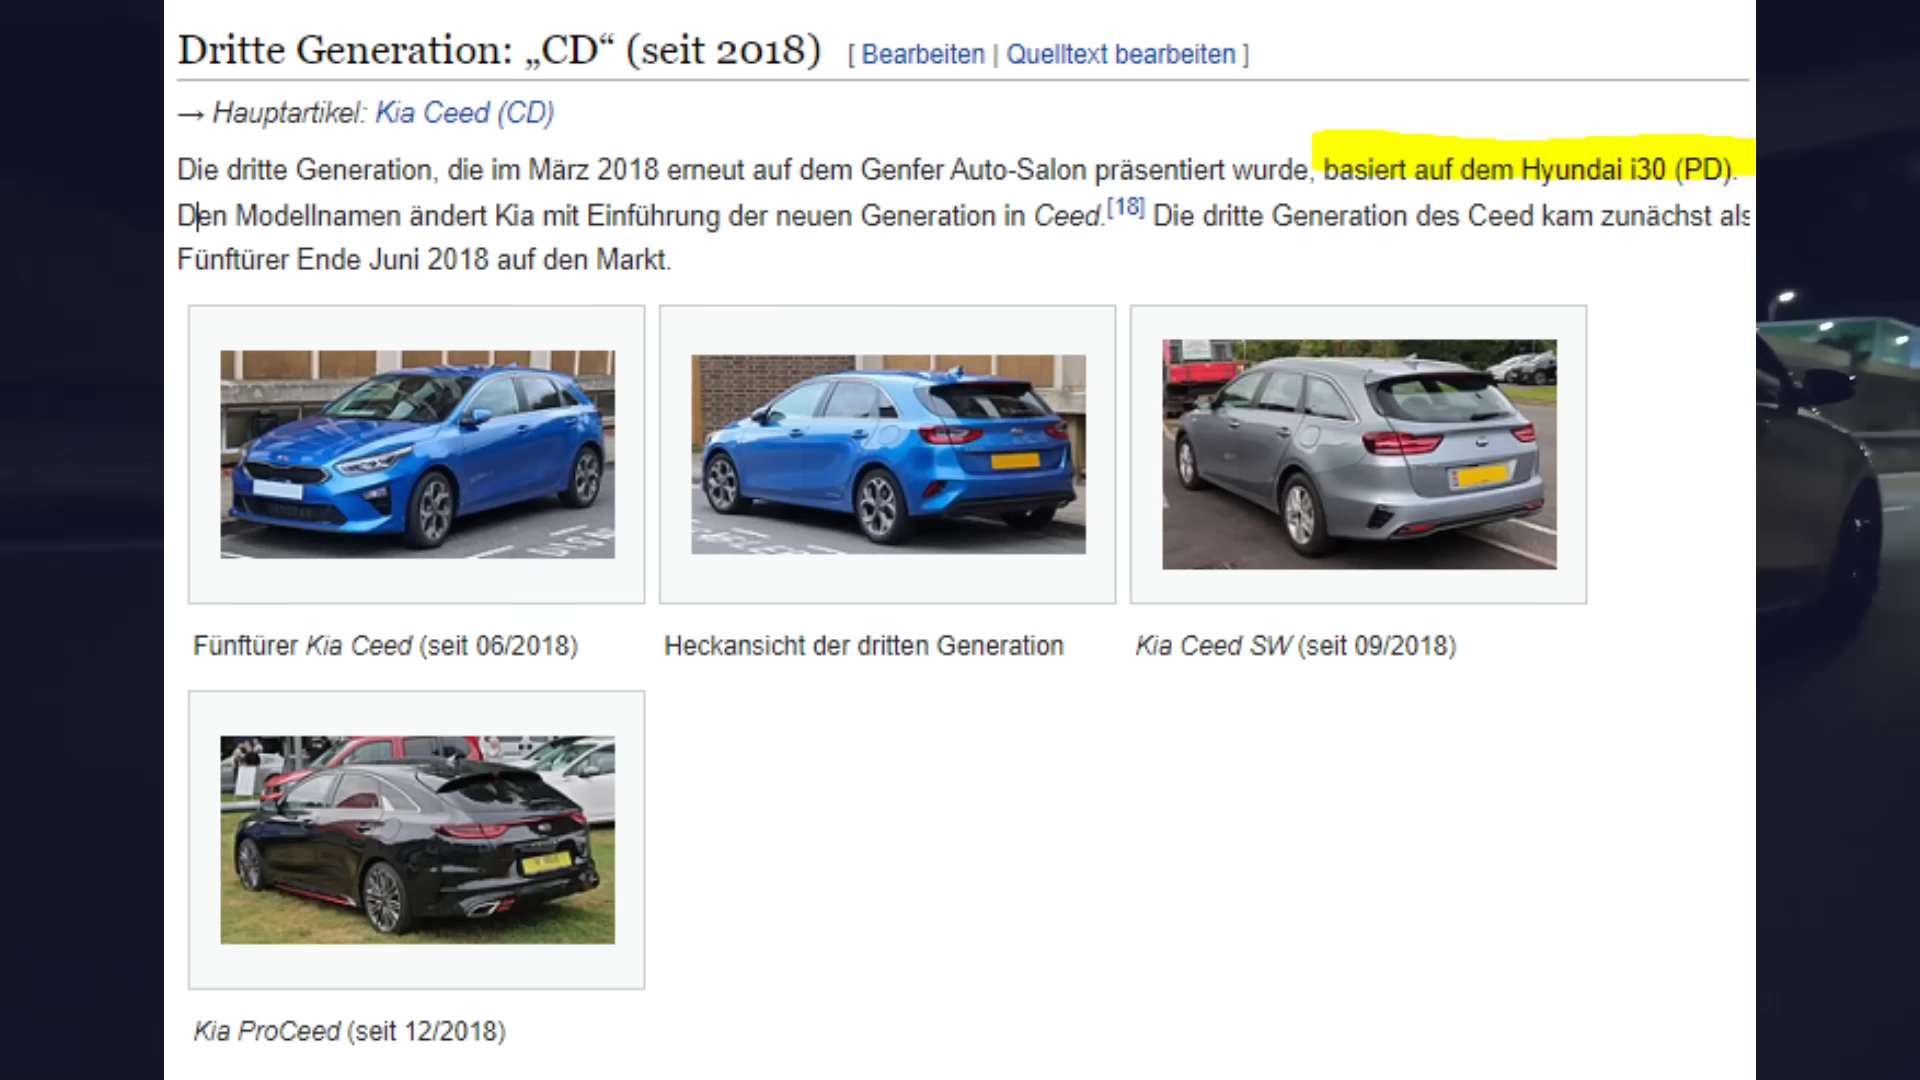 Dritte Generation: „CD“ (seit 2018) [ Bearbeiten | Quelltext bearbeiten ]
→ Hauptartikel: Kia Ceed (CD)
Die dritte Generation, die im März 2018 erneut auf dem Genfer Auto-Salon präsentiert wurde, basiert auf dem Hyundai i30 (PD).
Den Modellnamen ändert Kia mit Einführung der neuen Generation in Ceed.[18] Die dritte Generation des Ceed kam zunächst als
Fünftürer Ende Juni 2018 auf den Markt.
Fünftürer Kia Ceed (seit 06/2018)
Heckansicht der dritten Generation
Kia Ceed SW (seit 09/2018)
Kia ProCeed (seit 12/2018)